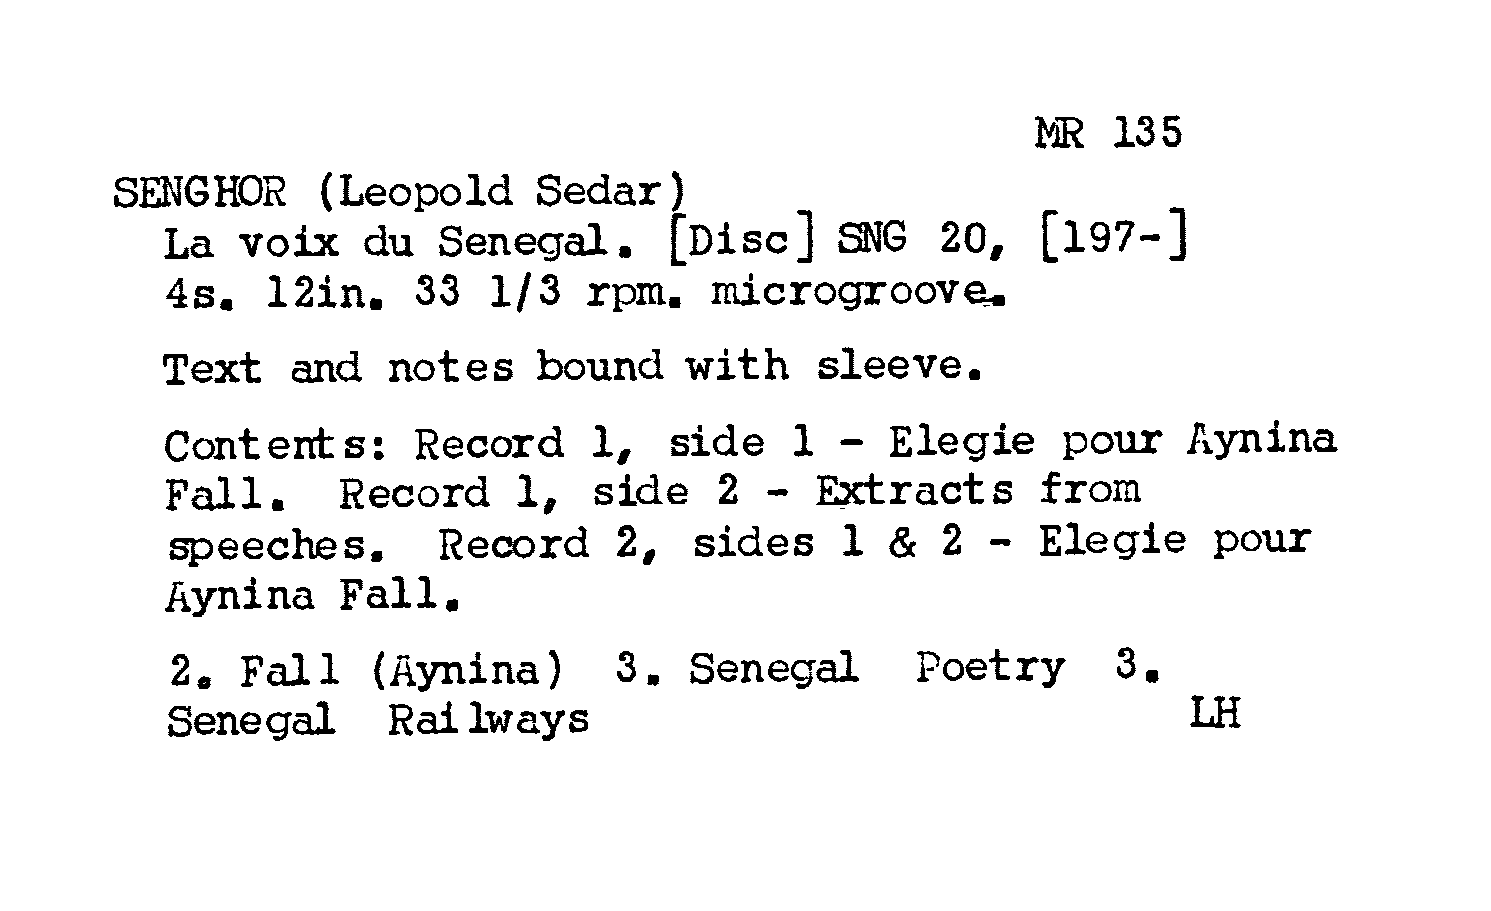 MR 135
SENGHOR (Leopold Sedar)
La voix du Senegal. [Disc] SNG 20, [197-]
4s. 12in. 33 1/3 rpm. microgroove.
Text and notes bound with sleeve.
Contents: Record 1, side 1 - Elegie pour Aynina
Fall. Record 1, side 2 - Extracts from
speeches. Record 2, sides 1 & 2 - Elegie pour
Aynina Fall.
2. Fall (Aynina) 3. Senegal Poetry 3.
Senegal Railways LH